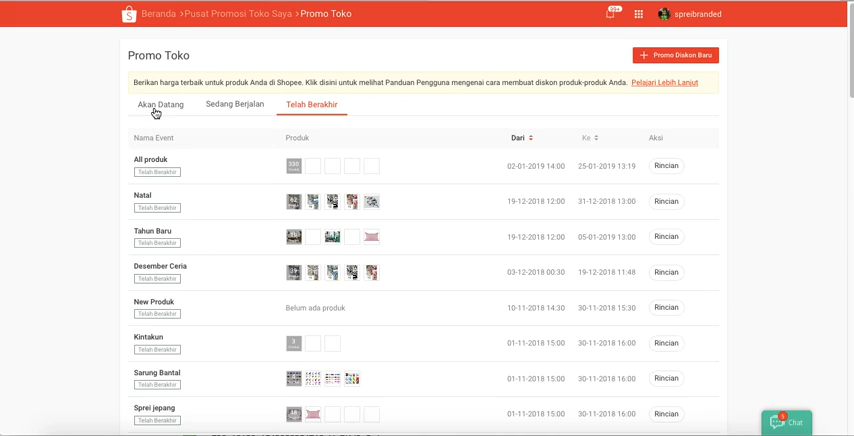 Beranda >Pusat Promosi Toko Saya >Promo Toko
99+
spreibranded
Promo Toko
+ Promo Diskon Baru
Berikan harga terbaik untuk produk Anda di Shopee. Klik disini untuk melihat Panduan Pengguna mengenai cara membuat diskon produk-produk Anda. Pelajari Lebih Lanjut
Akan Datang Sedang Berjalan Telah Berakhir
Nama Event Produk Dari Ke Aksi
All produk
Telah Berakhir
330
02-01-2019 14:00 25-01-2019 13:19 Rincian
Natal
Telah Berakhir
62
19-12-2018 12:00 31-12-2018 13:00 Rincian
Tahun Baru
Telah Berakhir
19-12-2018 12:00 05-01-2019 13:00 Rincian
Desember Ceria
Telah Berakhir
03-12-2018 00:30 19-12-2018 11:48 Rincian
New Produk
Telah Berakhir
Belum ada produk
10-11-2018 14:30 30-11-2018 15:30 Rincian
Kintakun
Telah Berakhir
3
01-11-2018 15:00 30-11-2018 16:00 Rincian
Sarung Bantal
Telah Berakhir
01-11-2018 15:00 30-11-2018 16:00 Rincian
Sprei jepang
Telah Berakhir
01-11-2018 15:00 30-11-2018 16:00 Rincian
5
Chat